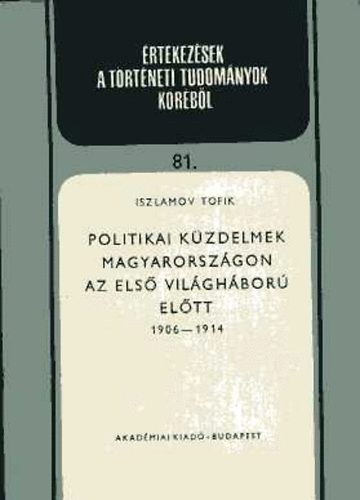 ÉRTEKEZÉSEK
A TÖRTÉNETI TUDOMÁNYOK
KÖRÉBŐL
81.
ISZLAMOV TOFIK
POLITIKAI KÜZDELMEK
MAGYARORSZÁGON
AZ ELSŐ VILÁGHÁBORÚ
ELŐTT
1906—1914
AKADÉMIAI KIADÓ · BUDAPEST